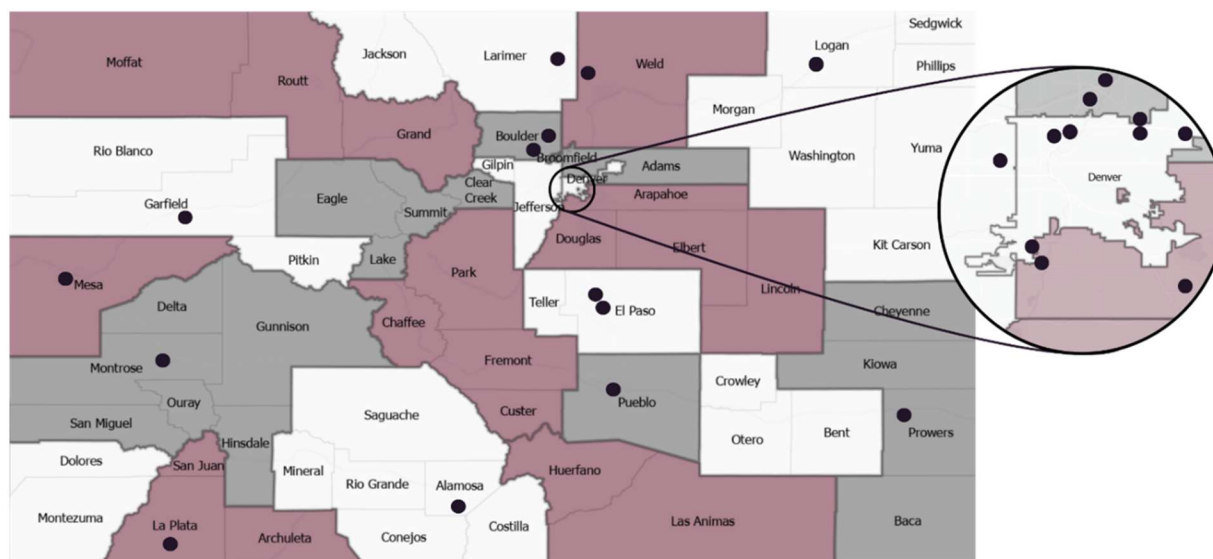 Sedgwick
Moffat
Jackson
Larimer
Logan
Weld
Phillips
Routt
Morgan
Grand
Boulder
Rio Blanco
Washington
Yuma
Broomfield
Gilpin
Adams
Denver
Clear
Creek
Eagle
Arapahoe
Garfield
Summit
Jefferson
Denver
Douglas
Elbert
Kit Carson
Pitkin
Lake
Park
Mesa
Lincoln
Teller
Delta
El Paso
Cheyenne
Gunnison
Chaffee
Fremont
Kiowa
Montrose
Crowley
Ouray
Custer
Pueblo
San Miguel
Saguache
Prowers
Hinsdale
Otero
Bent
Dolores
San Juan
Mineral
Huerfano
Rio Grande
Alamosa
Montezuma
La Plata
Costilla
Las Animas
Baca
Archuleta
Conejos